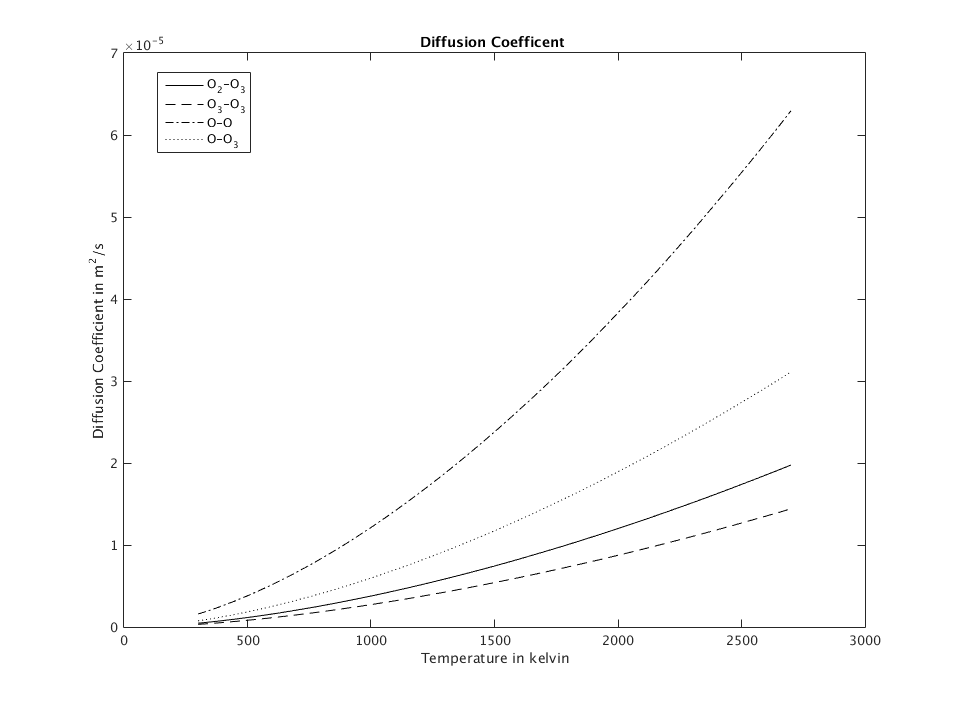 Diffusion Coefficent
×10⁻⁵
7
6
5
4
3
2
1
0
O₂-O₃
O₃-O₃
O-O
O-O₃
Diffusion Coefficient in m²/s
0 500 1000 1500 2000 2500 3000
Temperature in kelvin